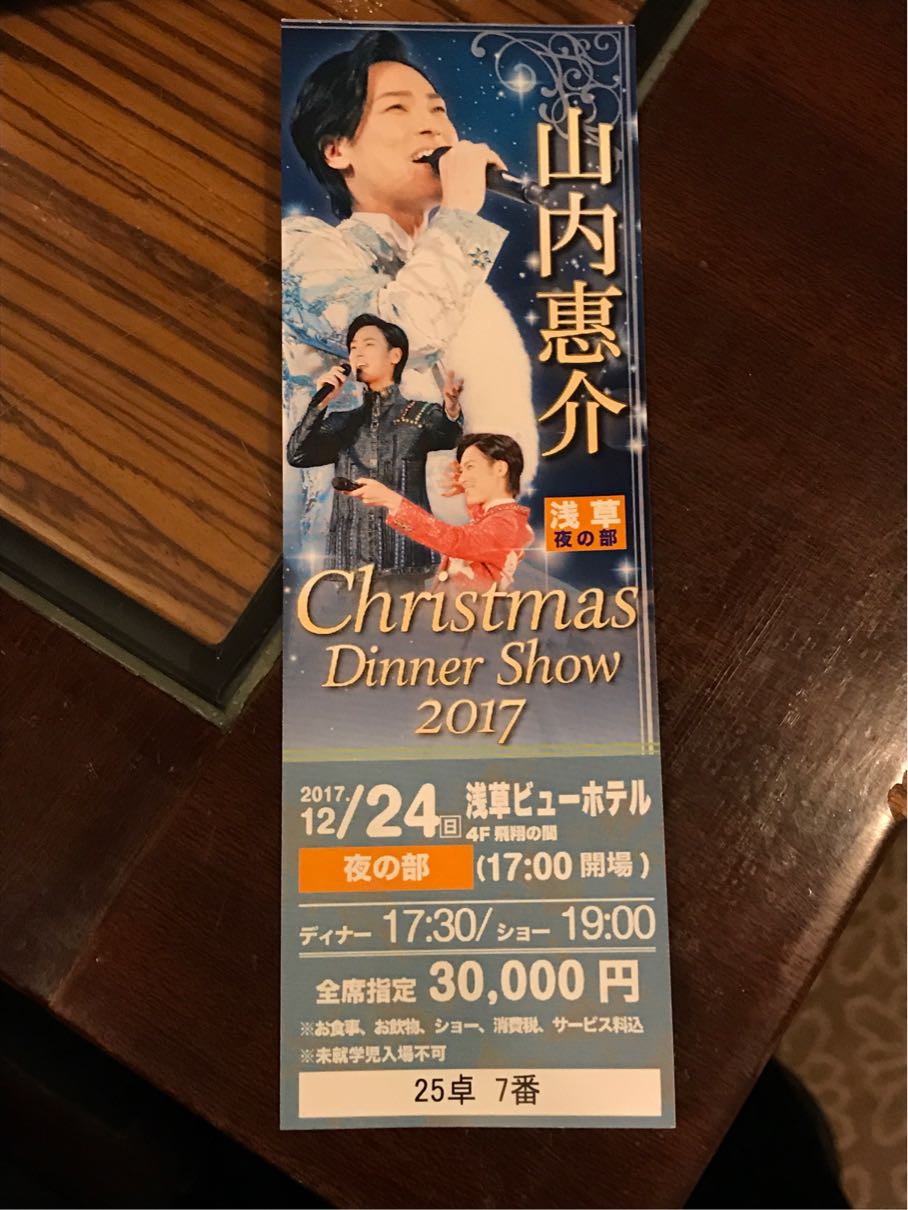 山内惠介
浅草
夜の部
Christmas
Dinner Show
2017
2017.
12/24日
浅草ビューホテル
4F 飛翔の間
夜の部
(17:00 開場)
ディナー 17:30/ショー 19:00
全席指定 30,000円
※お食事、お飲物、ショー、消費税、サービス料込
※未就学児入場不可
25卓 7番